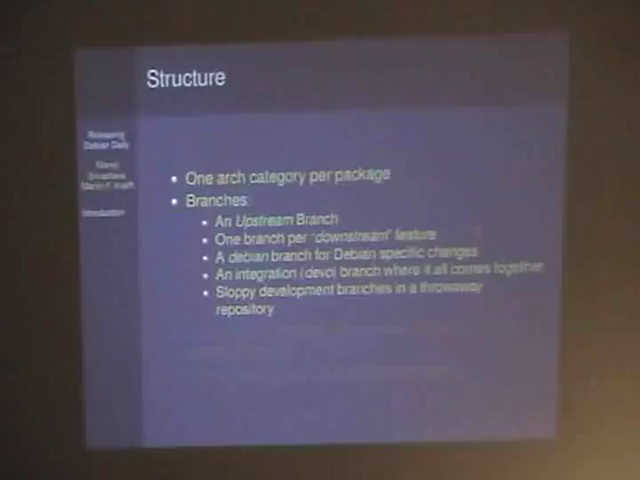 Structure
Releasing
Debian Daily
Manoj
Srivastava
Martin F. Krafft
Introduction
One arch category per package
Branches:
An Upstream Branch
One branch per “downstream” feature
A debian branch for Debian specific changes
An integration (devo) branch where it all comes together
Sloppy development branches in a throwaway
repository